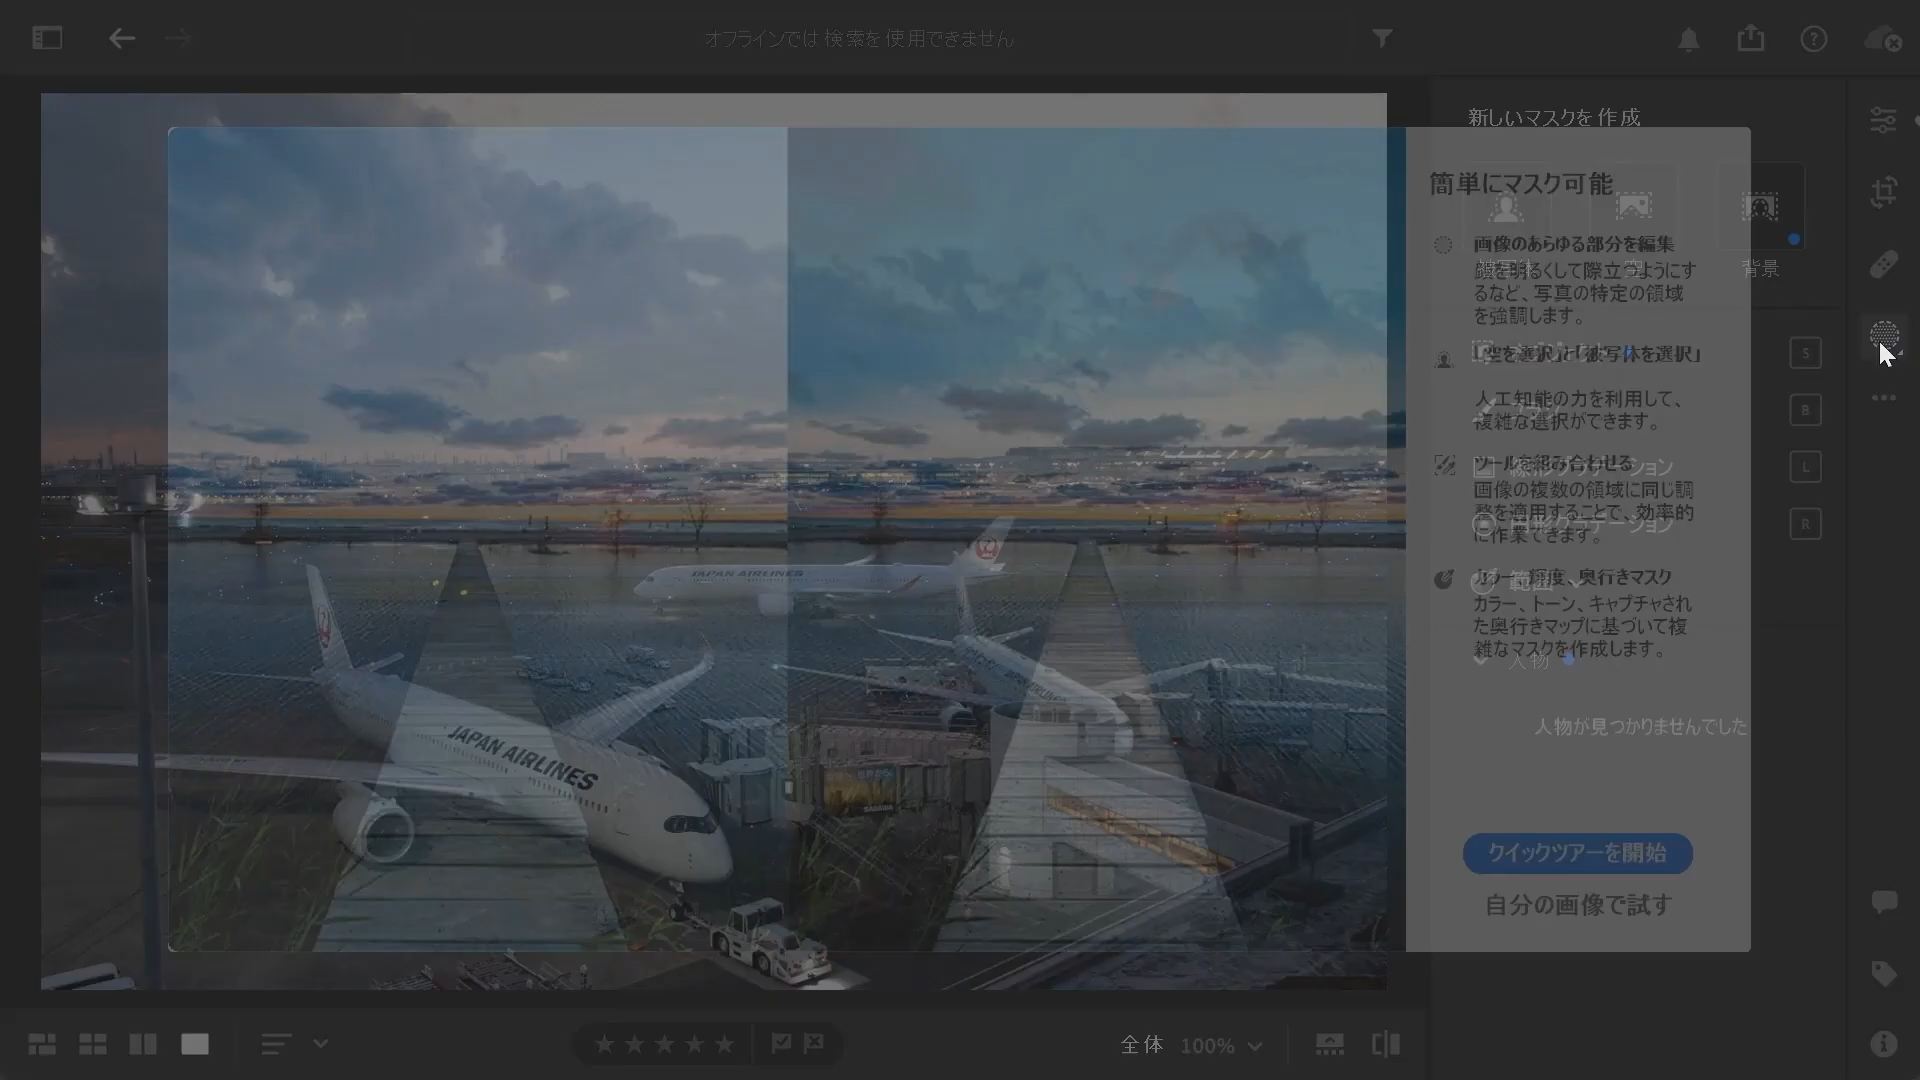 オフラインでは検索を使用できません
新しいマスクを作成
簡単にマスク可能
画像のあらゆる部分を編集
顔を明るくして際立つようにす
るなど、写真の特定の領域
を強調します。
背景
「空を選択」と「被写体を選択」
人工知能の力を利用して、
複雑な選択ができます。
ツールを組み合わせる
画像の複数の領域に同じ調
整を適用することで、効率的
に作業できます。
カラー、輝度、奥行きマスク
範囲
カラー、トーン、キャプチャされ
た奥行きマップに基づいて複
雑なマスクを作成します。
人物
人物が見つかりませんでした
クイックツアーを開始
自分の画像で試す
S
B
L
R
JAPAN AIRLINES
JAPAN AIRLINES
全体 100%